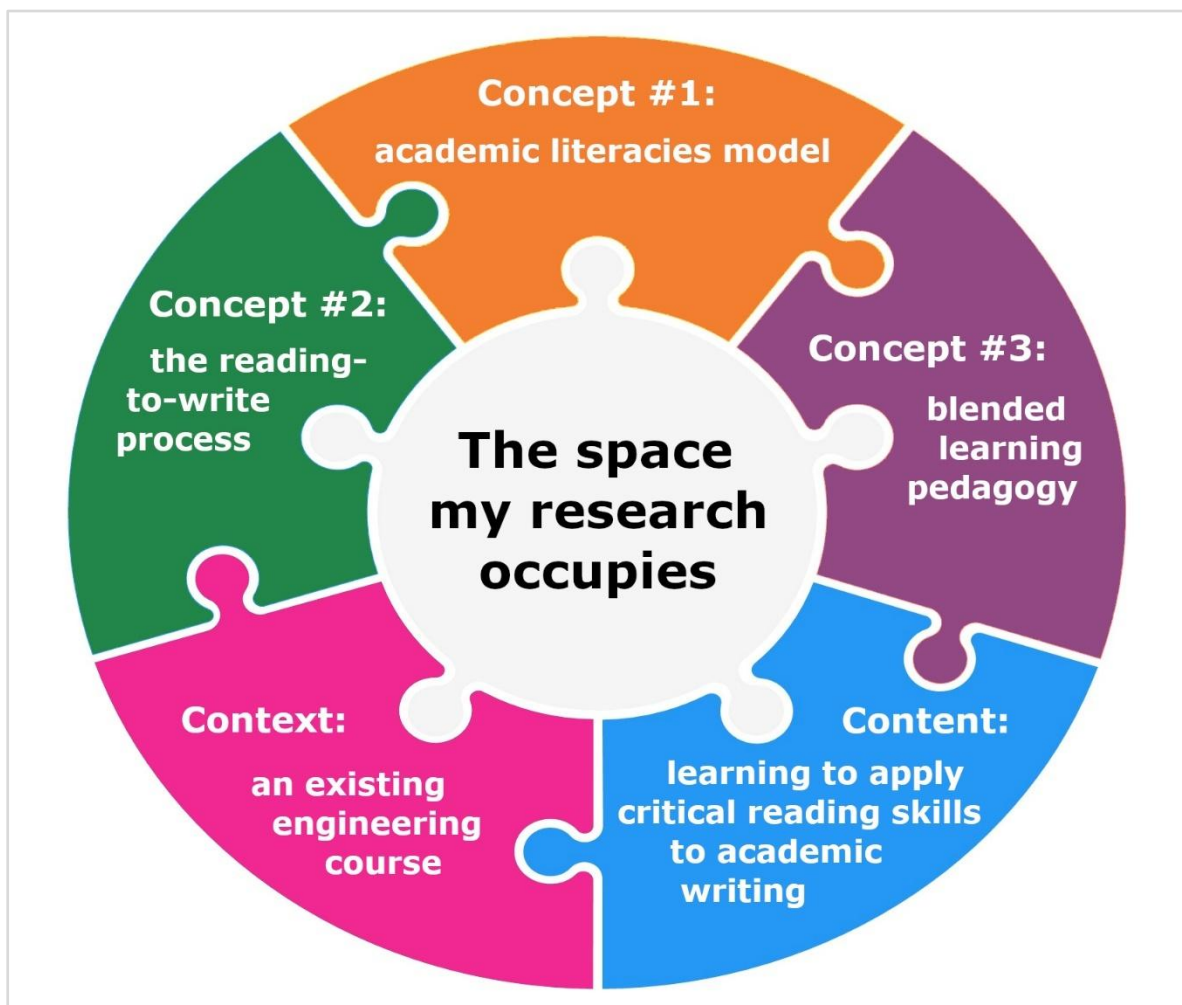 Concept #1:
academic literacies model
Concept #2:
the reading-
to-write
process
Concept #3:
blended
learning
pedagogy
The space
my research
occupies
Context:
an existing
engineering
course
Content:
learning to apply
critical reading skills
to academic
writing